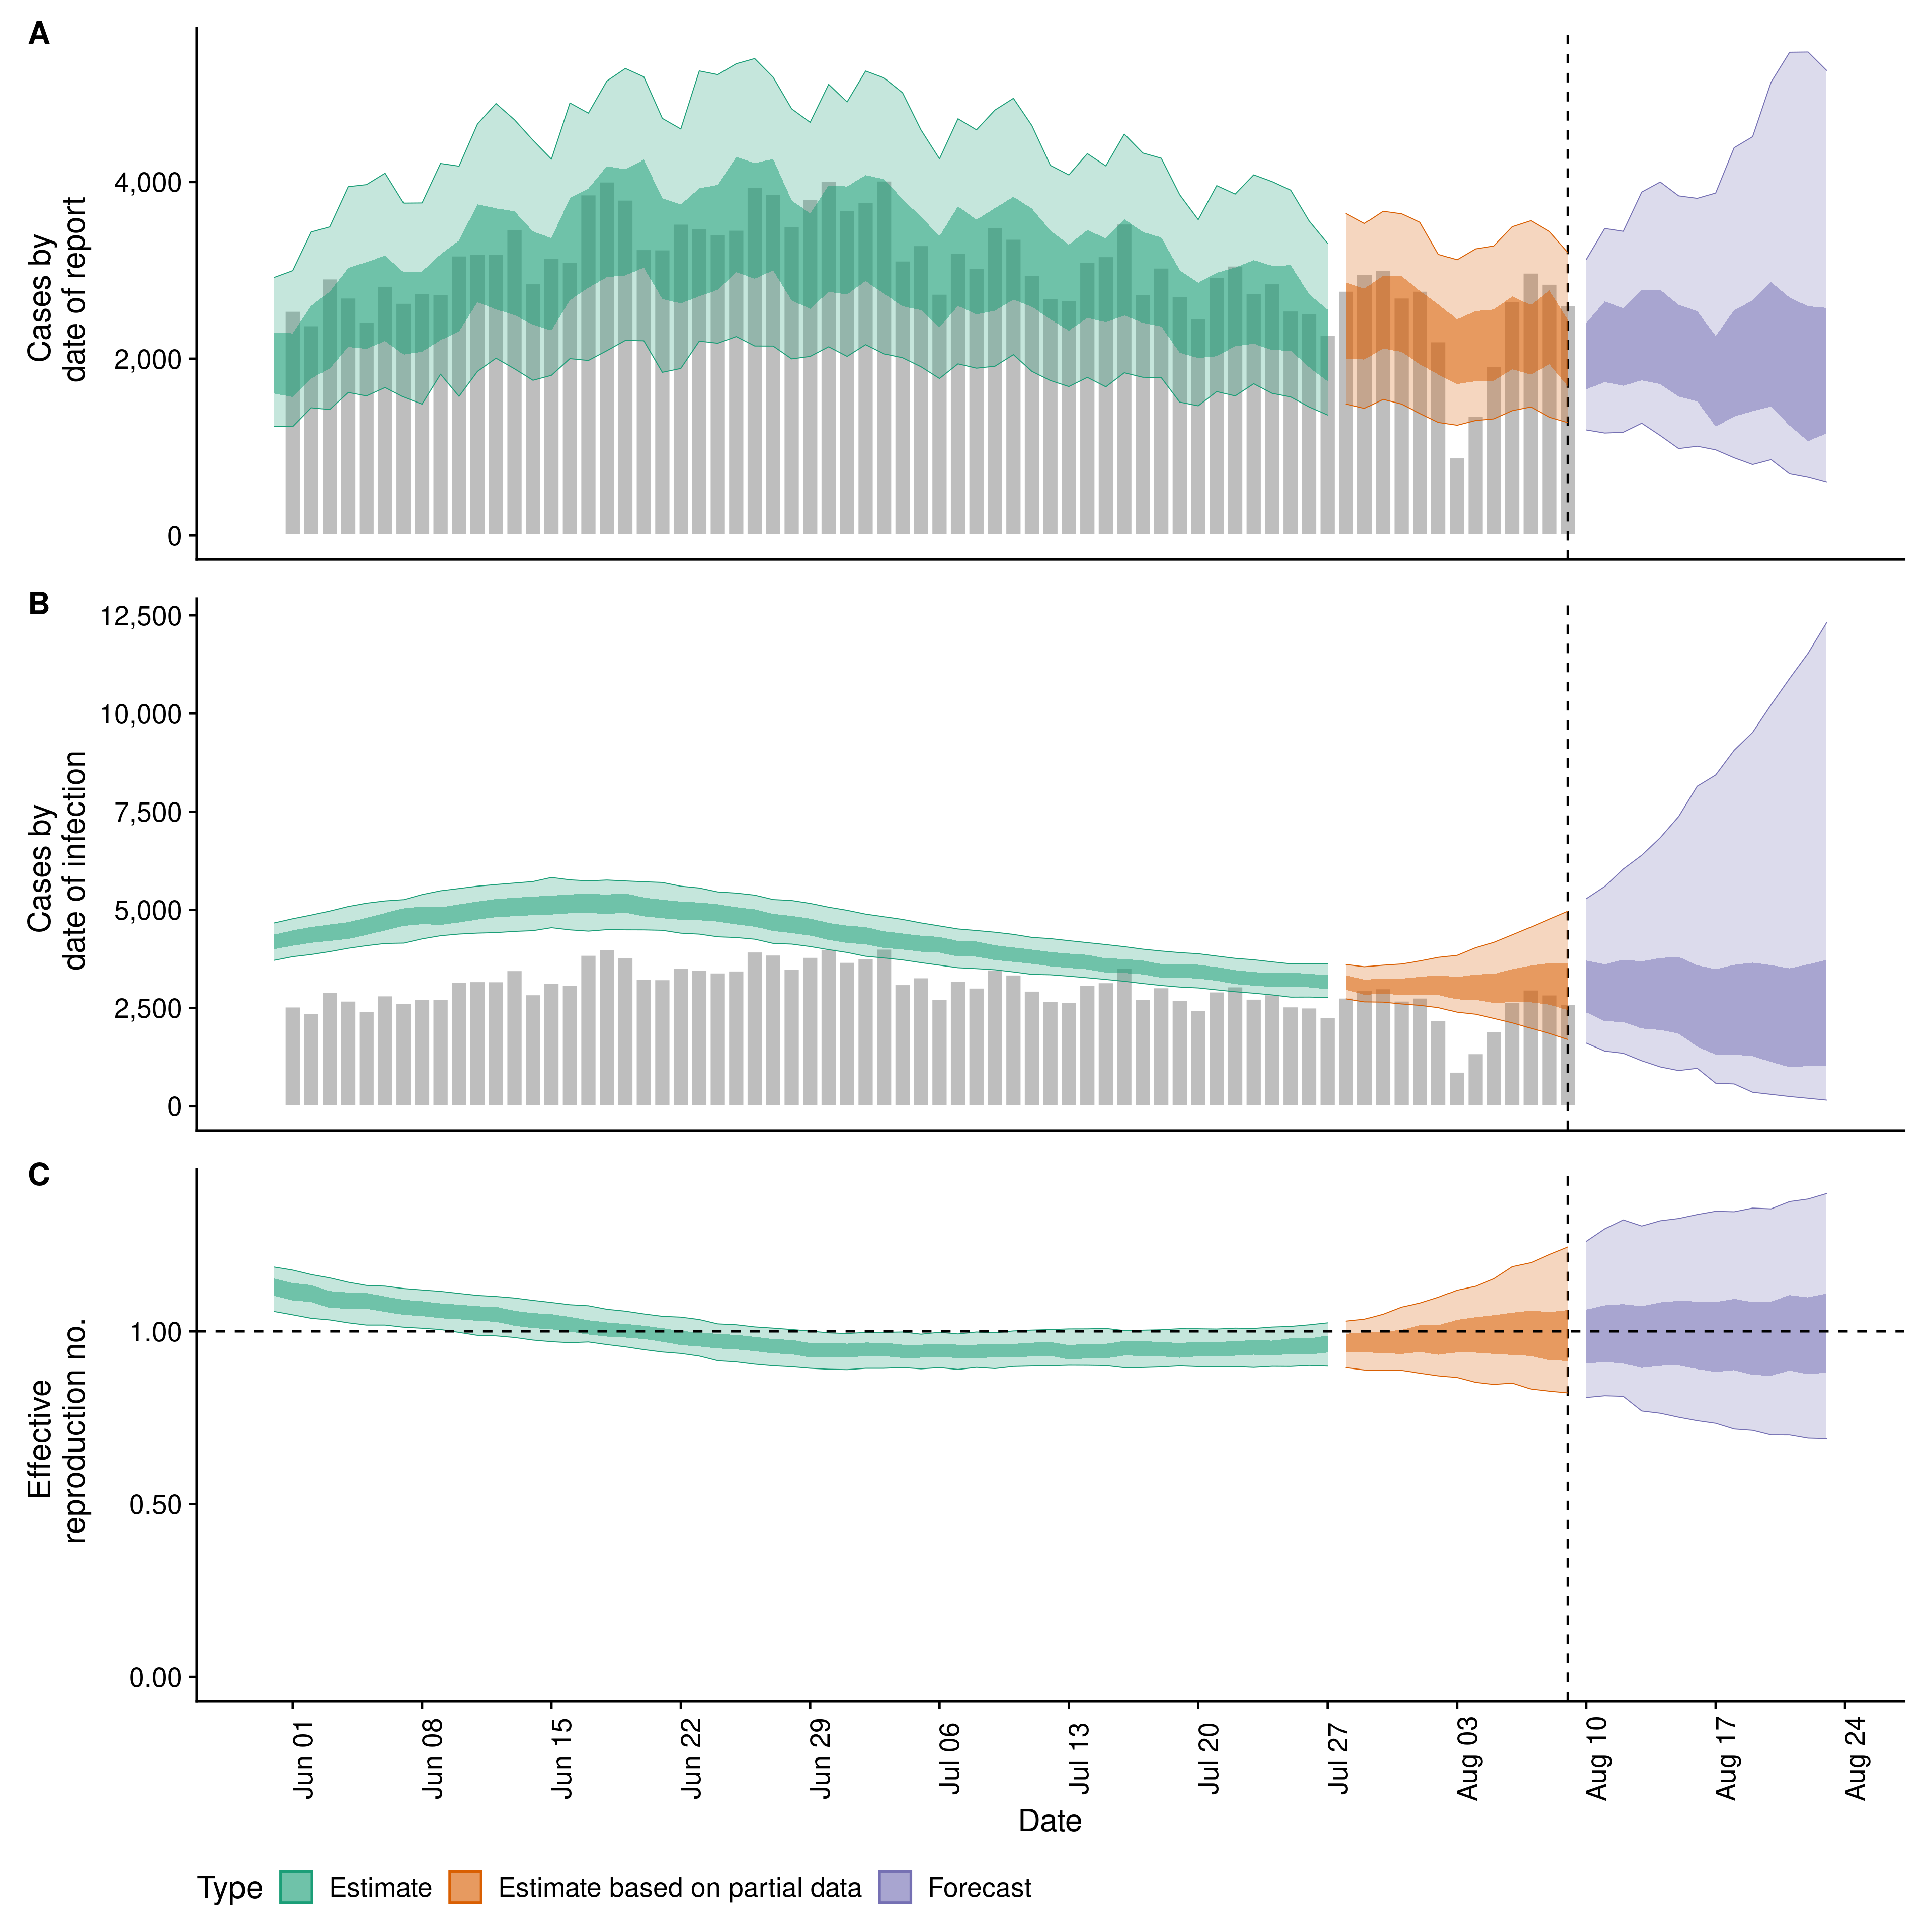 A
Cases by
date of report
4,000
2,000
0
B
Cases by
date of infection
12,500
10,000
7,500
5,000
2,500
0
C
Effective
reproduction no.
1.00
0.50
0.00
Jun 01
Jun 08
Jun 15
Jun 22
Jun 29
Jul 06
Jul 13
Jul 20
Jul 27
Aug 03
Aug 10
Aug 17
Aug 24
Date
Type Estimate Estimate based on partial data Forecast